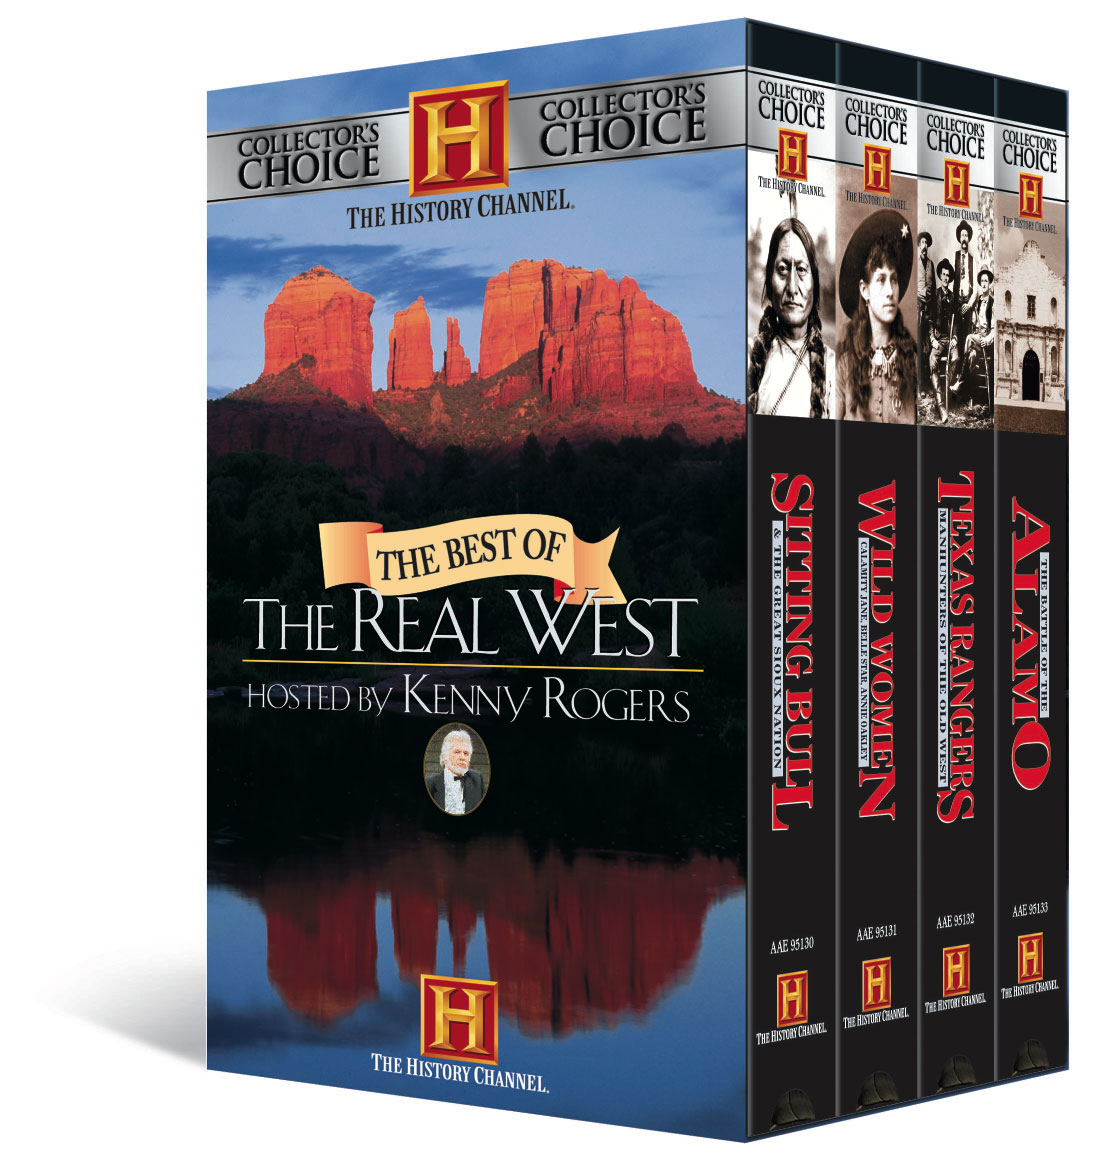 COLLECTOR'S
CHOICE
H
COLLECTOR'S
CHOICE
THE HISTORY CHANNEL.
THE BEST OF
THE REAL WEST
HOSTED BY KENNY ROGERS
H
THE HISTORY CHANNEL.
COLLECTOR'S
CHOICE
H
THE HISTORY CHANNEL.
SITTING BULL
& THE GREAT SIOUX NATION
AAE 95130
H
THE HISTORY CHANNEL.
COLLECTOR'S
CHOICE
H
THE HISTORY CHANNEL.
WILD WOMEN
CALAMITY JANE, BELLE STAR, ANNIE OAKLEY
AAE 95131
H
THE HISTORY CHANNEL.
COLLECTOR'S
CHOICE
H
THE HISTORY CHANNEL
TEXAS RANGERS
MANHUNTERS OF THE OLD WEST
AAE 95132
H
THE HISTORY CHANNEL.
COLLECTOR'S
CHOICE
H
THE HISTORY CHANNEL.
THE BATTLE OF THE
ALAMO
AAE 95133
H
THE HISTORY CHANNEL.